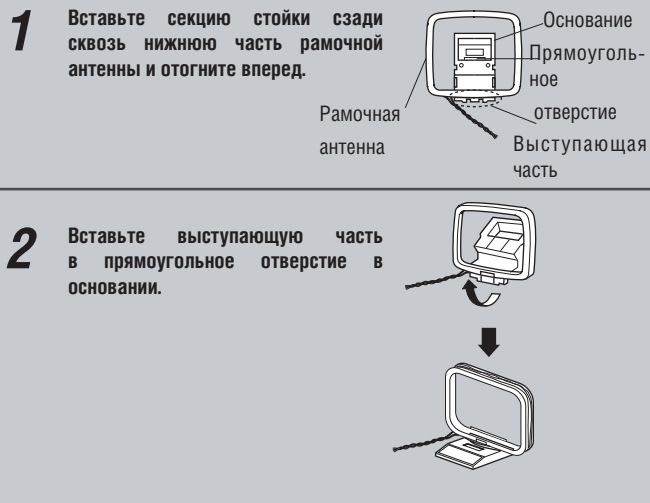 1
Вставьте секцию стойки сзади
сквозь нижнюю часть рамочной
антенны и отогните вперед.
Основание
Прямоуголь-
ное
отверстие
Выступающая
часть
Рамочная
антенна
2
Вставьте выступающую часть
в прямоугольное отверстие в
основании.